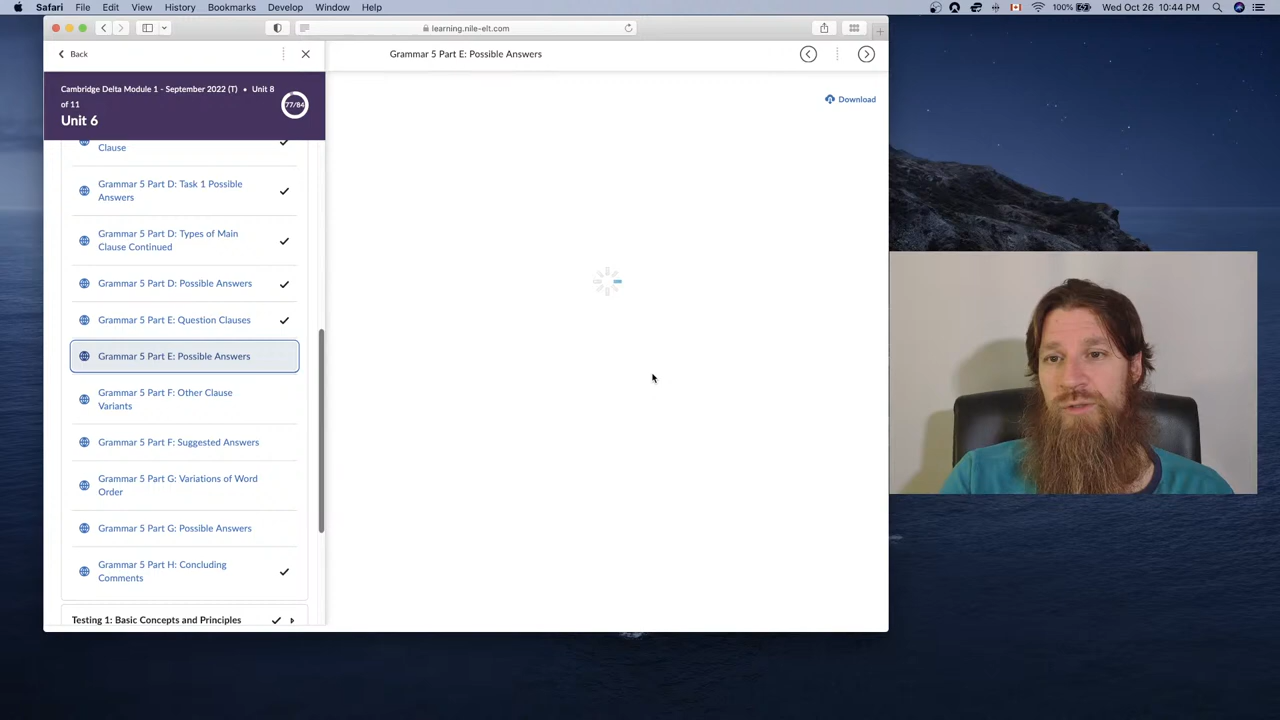 Safari File Edit View History Bookmarks Develop Window Help 100% Wed Oct 26 10:44 PM
learning.nile-elt.com
Back
Grammar 5 Part E: Possible Answers
Cambridge Delta Module 1 - September 2022 (T) • Unit 8
of 11
77/84
Unit 6
Download
Clause
Grammar 5 Part D: Task 1 Possible
Answers
Grammar 5 Part D: Types of Main
Clause Continued
Grammar 5 Part D: Possible Answers
Grammar 5 Part E: Question Clauses
Grammar 5 Part E: Possible Answers
Grammar 5 Part F: Other Clause
Variants
Grammar 5 Part F: Suggested Answers
Grammar 5 Part G: Variations of Word
Order
Grammar 5 Part G: Possible Answers
Grammar 5 Part H: Concluding
Comments
Testing 1: Basic Concepts and Principles